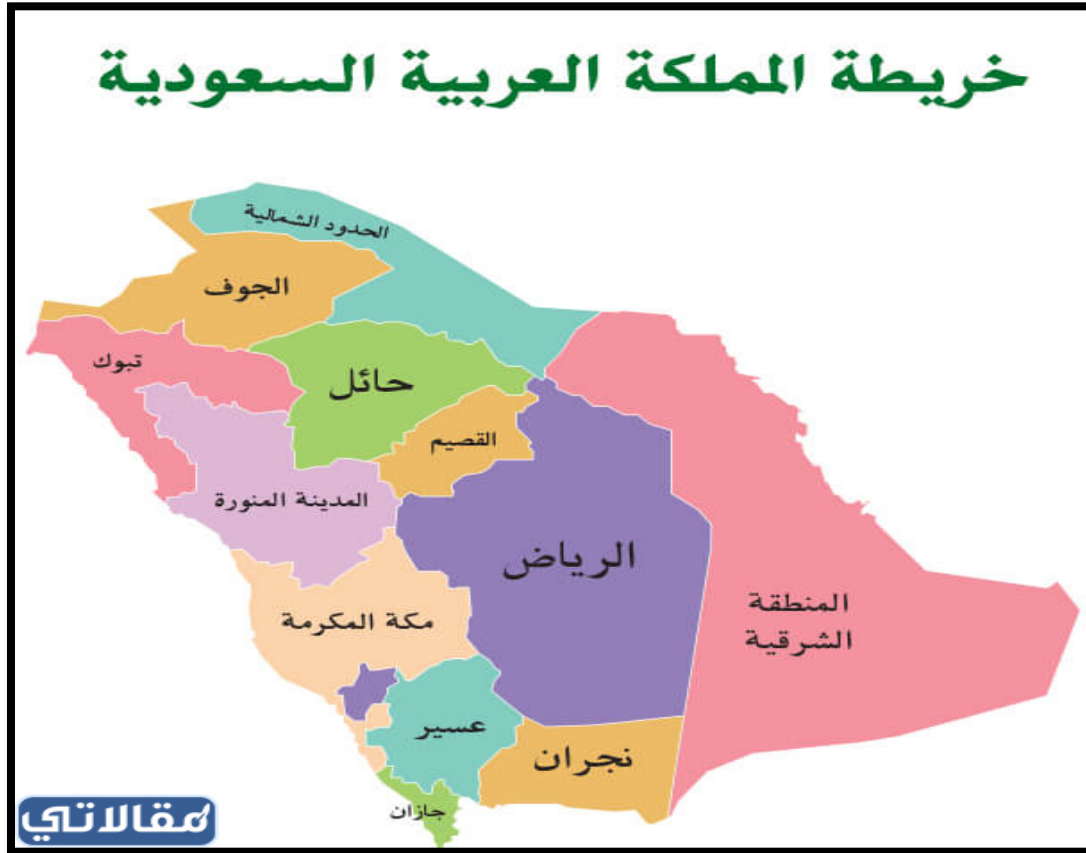 خريطة المملكة العربية السعودية
الحدود الشمالية
الجوف
تبوك
حائل
القصيم
المدينة المنورة
الرياض
المنطقة
الشرقية
مكة المكرمة
عسير
نجران
جازان
مقالاتي